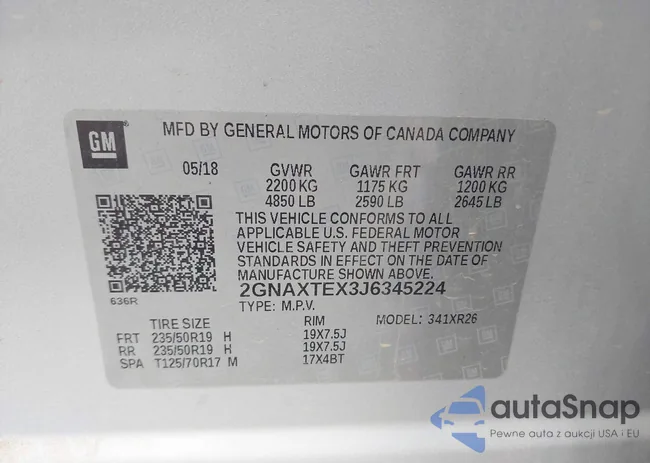 GM
MFD BY GENERAL MOTORS OF CANADA COMPANY
05/18 GVWR GAWR FRT GAWR RR
2200 KG 1175 KG 1200 KG
4850 LB 2590 LB 2645 LB
THIS VEHICLE CONFORMS TO ALL
APPLICABLE U.S. FEDERAL MOTOR
VEHICLE SAFETY AND THEFT PREVENTION
STANDARDS IN EFFECT ON THE DATE OF
MANUFACTURE SHOWN ABOVE.
636R
2GNAXTEX3J6345224
TYPE: M.P.V.
TIRE SIZE RIM MODEL: 341XR26
FRT 235/50R19 H 19X7.5J
RR 235/50R19 H 19X7.5J
SPA T125/70R17 M 17X4BT
autaSnap
Pewne auta z aukcji USA i EU